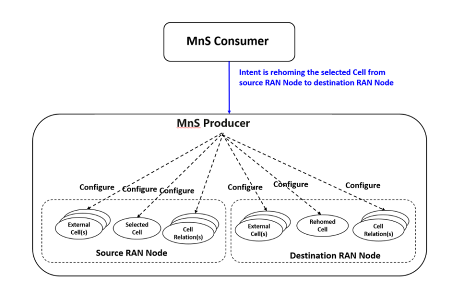 MnS Consumer
Intent is rehoming the selected Cell from
source RAN Node to destination RAN Node
MnS Producer
Configure
Configure
Configure
Configure
Configure
Configure
External
Cell(s)
Selected
Cell
Cell
Relation(s)
External
Cell(s)
Rehomed
Cell
Cell
Relation(s)
Source RAN Node
Destination RAN Node